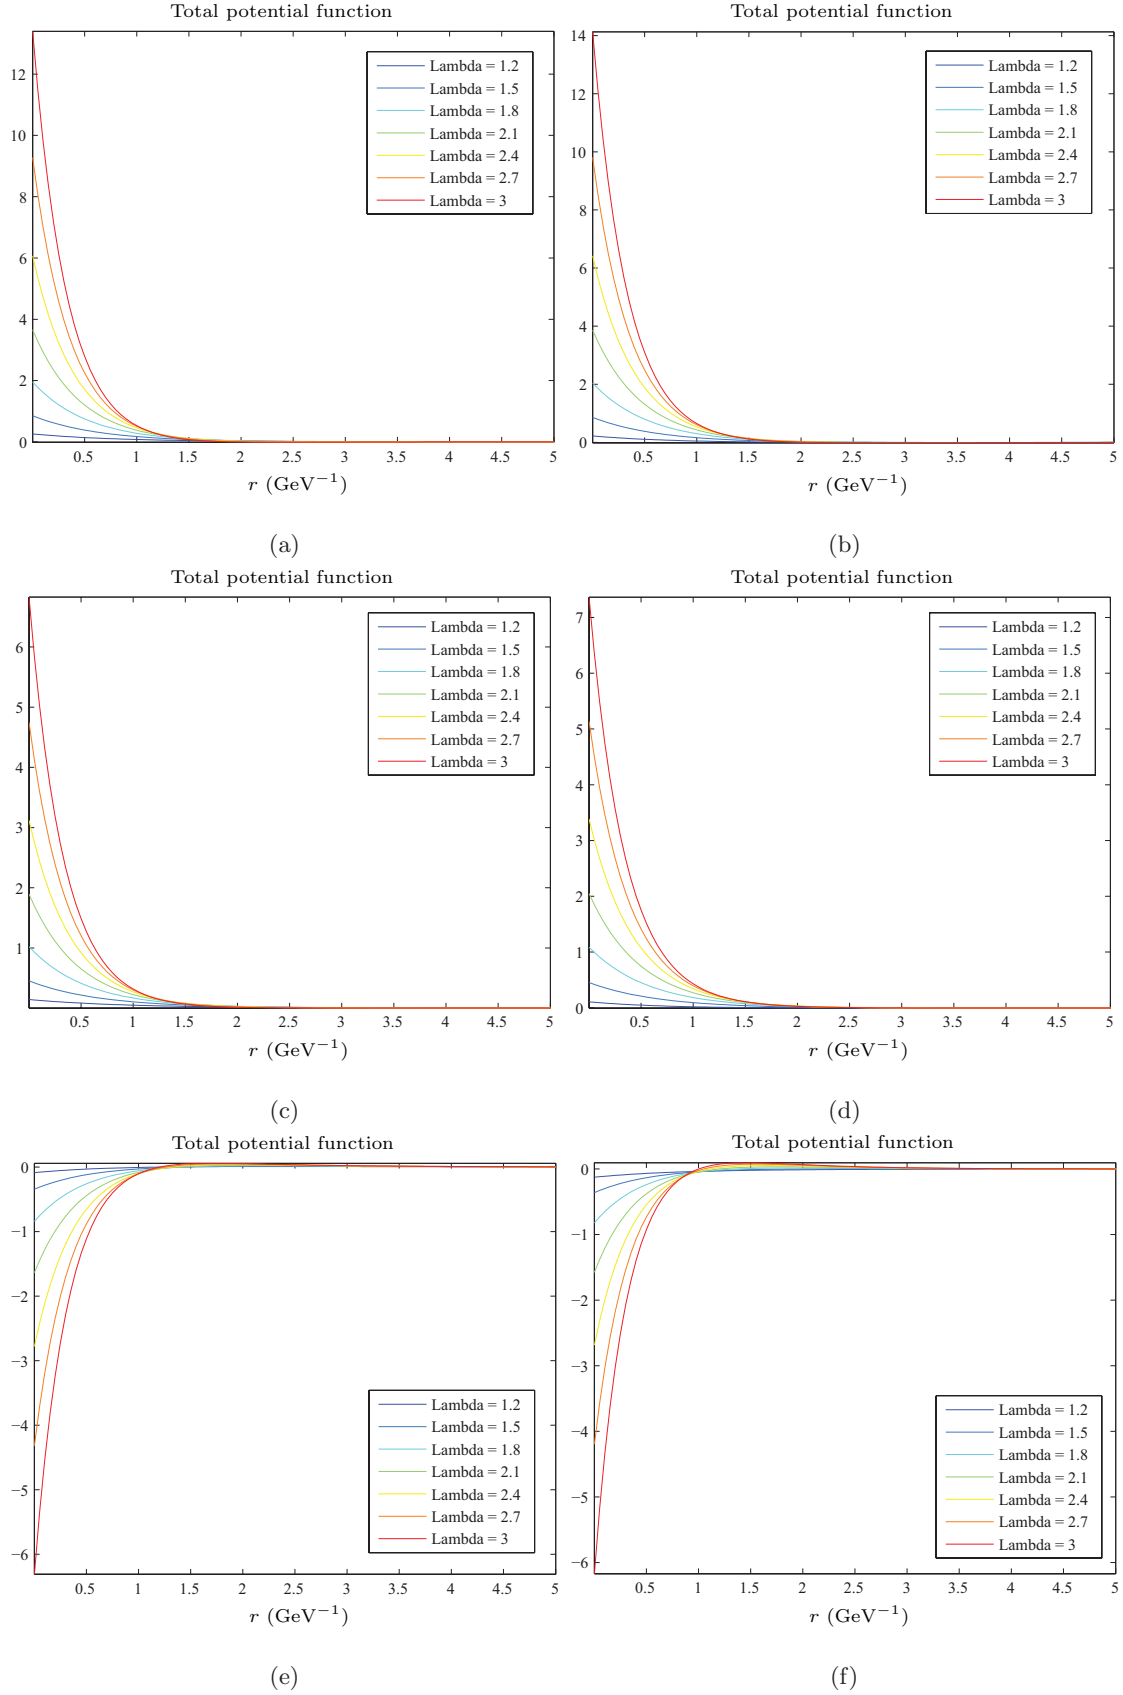 Total potential function
12
10
8
6
4
2
0
Lambda = 1.2
Lambda = 1.5
Lambda = 1.8
Lambda = 2.1
Lambda = 2.4
Lambda = 2.7
Lambda = 3
0.5 1 1.5 2 2.5 3 3.5 4 4.5 5
r (GeV⁻¹)
(a)
Total potential function
14
12
10
8
6
4
2
0
Lambda = 1.2
Lambda = 1.5
Lambda = 1.8
Lambda = 2.1
Lambda = 2.4
Lambda = 2.7
Lambda = 3
0.5 1 1.5 2 2.5 3 3.5 4 4.5 5
r (GeV⁻¹)
(b)
Total potential function
6
5
4
3
2
1
Lambda = 1.2
Lambda = 1.5
Lambda = 1.8
Lambda = 2.1
Lambda = 2.4
Lambda = 2.7
Lambda = 3
0.5 1 1.5 2 2.5 3 3.5 4 4.5 5
r (GeV⁻¹)
(c)
Total potential function
7
6
5
4
3
2
1
0
Lambda = 1.2
Lambda = 1.5
Lambda = 1.8
Lambda = 2.1
Lambda = 2.4
Lambda = 2.7
Lambda = 3
0.5 1 1.5 2 2.5 3 3.5 4 4.5 5
r (GeV⁻¹)
(d)
Total potential function
0
−1
−2
−3
−4
−5
−6
Lambda = 1.2
Lambda = 1.5
Lambda = 1.8
Lambda = 2.1
Lambda = 2.4
Lambda = 2.7
Lambda = 3
0.5 1 1.5 2 2.5 3 3.5 4 4.5 5
r (GeV⁻¹)
(e)
Total potential function
0
−1
−2
−3
−4
−5
−6
Lambda = 1.2
Lambda = 1.5
Lambda = 1.8
Lambda = 2.1
Lambda = 2.4
Lambda = 2.7
Lambda = 3
0.5 1 1.5 2 2.5 3 3.5 4 4.5 5
r (GeV⁻¹)
(f)